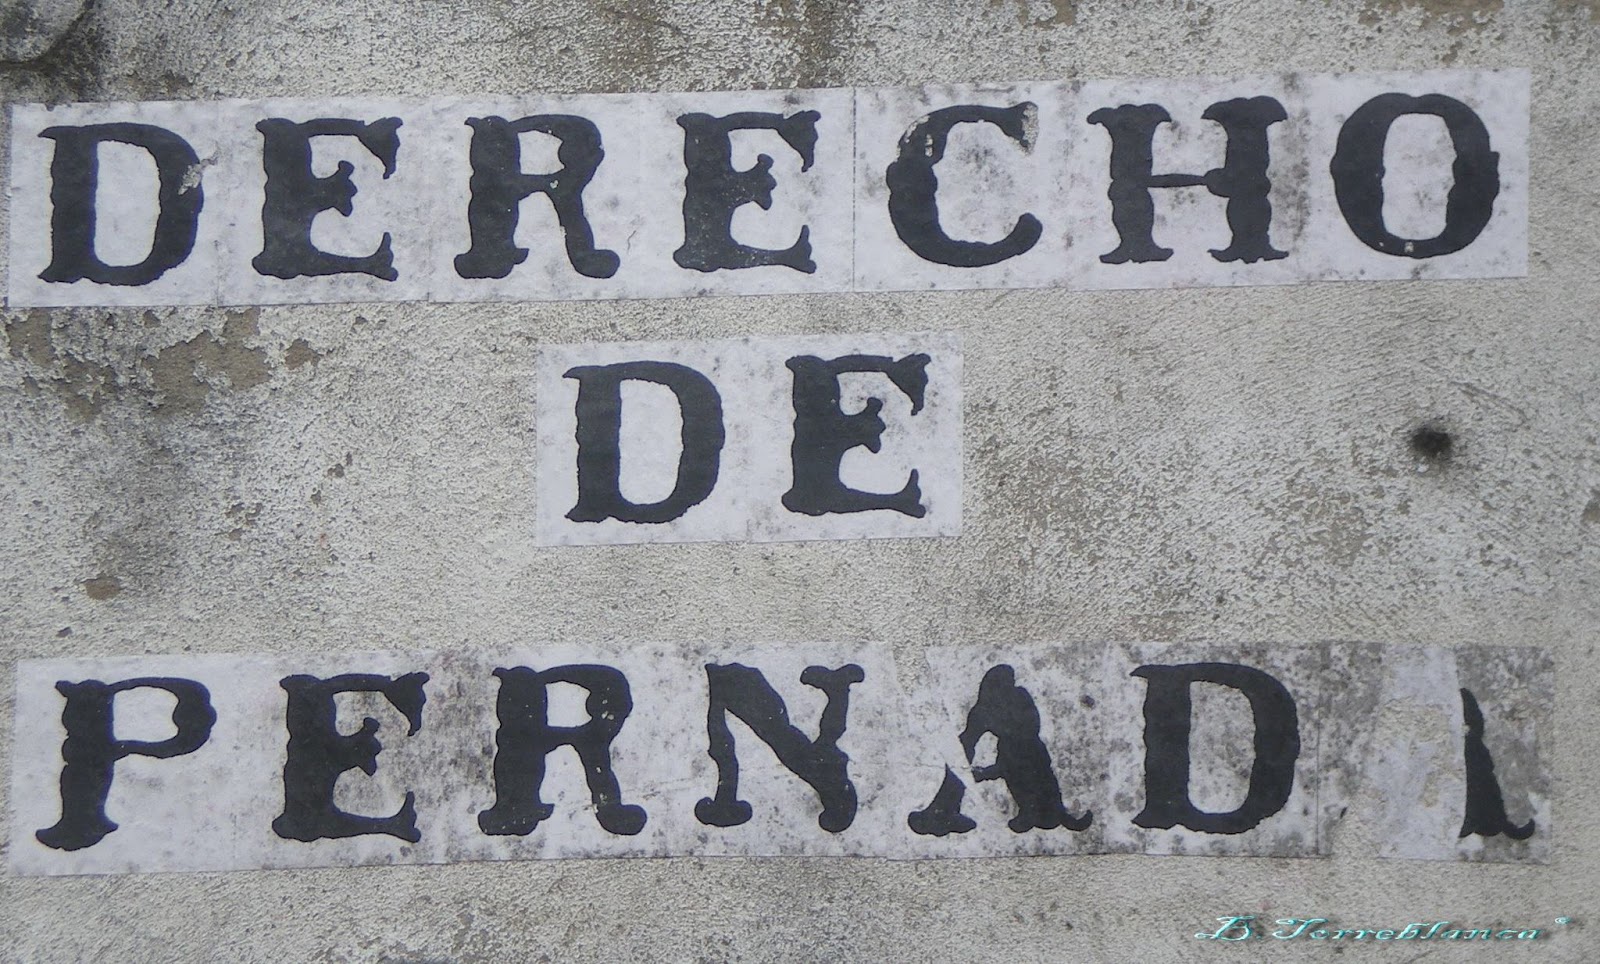 DERECHO
DE
PERNADA
B.Torreblanca